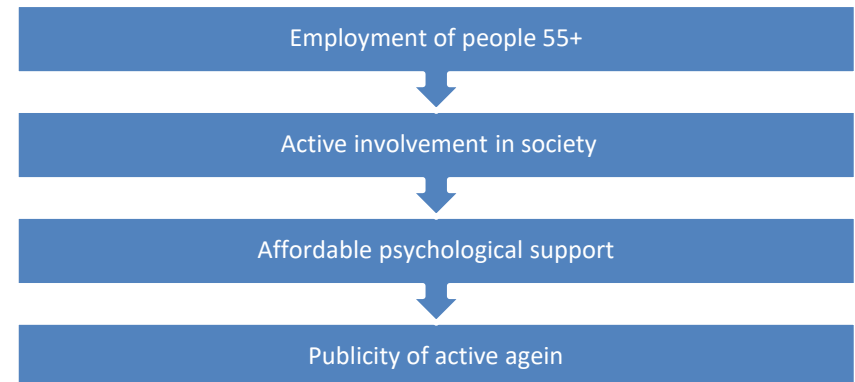 Employment of people 55+
Active involvement in society
Affordable psychological support
Publicity of active agein